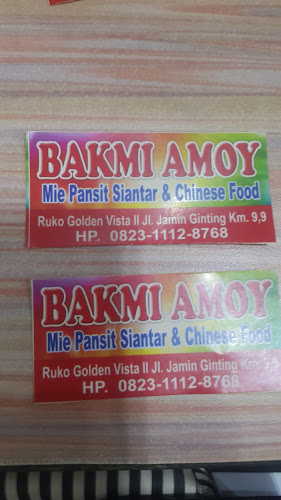 BAKMI AMOY
Mie Pansit Siantar & Chinese Food
Ruko Golden Vista II Jl. Jamin Ginting Km. 9,9
HP. 0823-1112-8768
BAKMI AMOY
Mie Pansit Siantar & Chinese Food
Ruko Golden Vista II Jl. Jamin Ginting Km. 9,9
HP. 0823-1112-8768